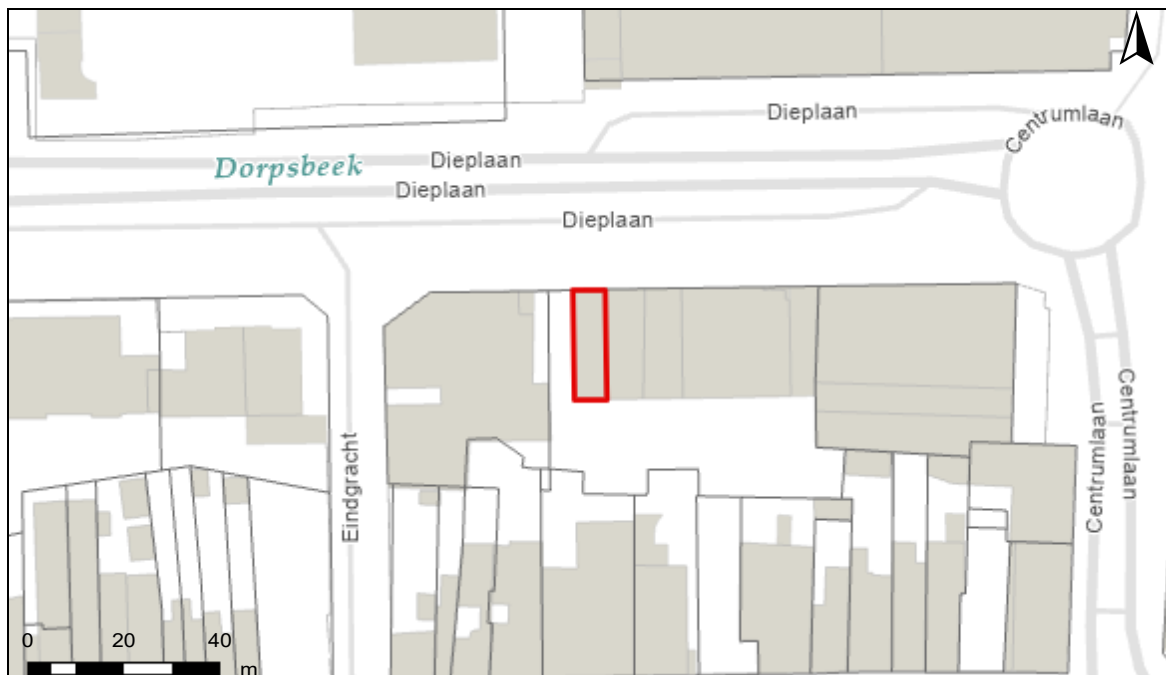 Dieplaan
Centrumlaan
Dorpsbeek
Dieplaan
Dieplaan
Dieplaan
Eindgracht
Centrumlaan
Centrumlaan
0 20 40
m